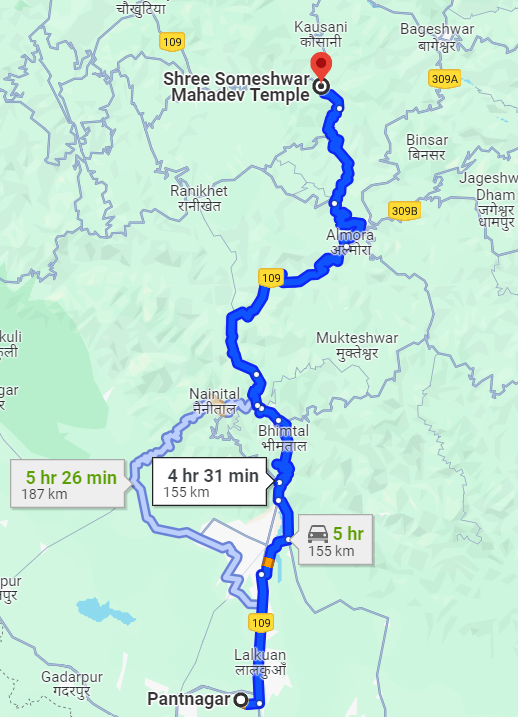 चौखुटिया
Kausani
कौसानी
Bageshwar
बागेश्वर
109
Shree Someshwar
Mahadev Temple
309A
Binsar
बिनसर
Jageshw
Dham
जागेश्वर
धामपुर
Ranikhet
रानीखेत
309B
Almora
अल्मोरा
109
Mukteshwar
मुक्तेश्वर
kuli
gar
Nainital
नैनीताल
Bhimtal
भीमताल
5 hr 26 min
187 km
4 hr 31 min
155 km
5 hr
155 km
pur
पुर
109
Lalkuan
लालकुआँ
Gadarpur
गदरपुर
Pantnagar